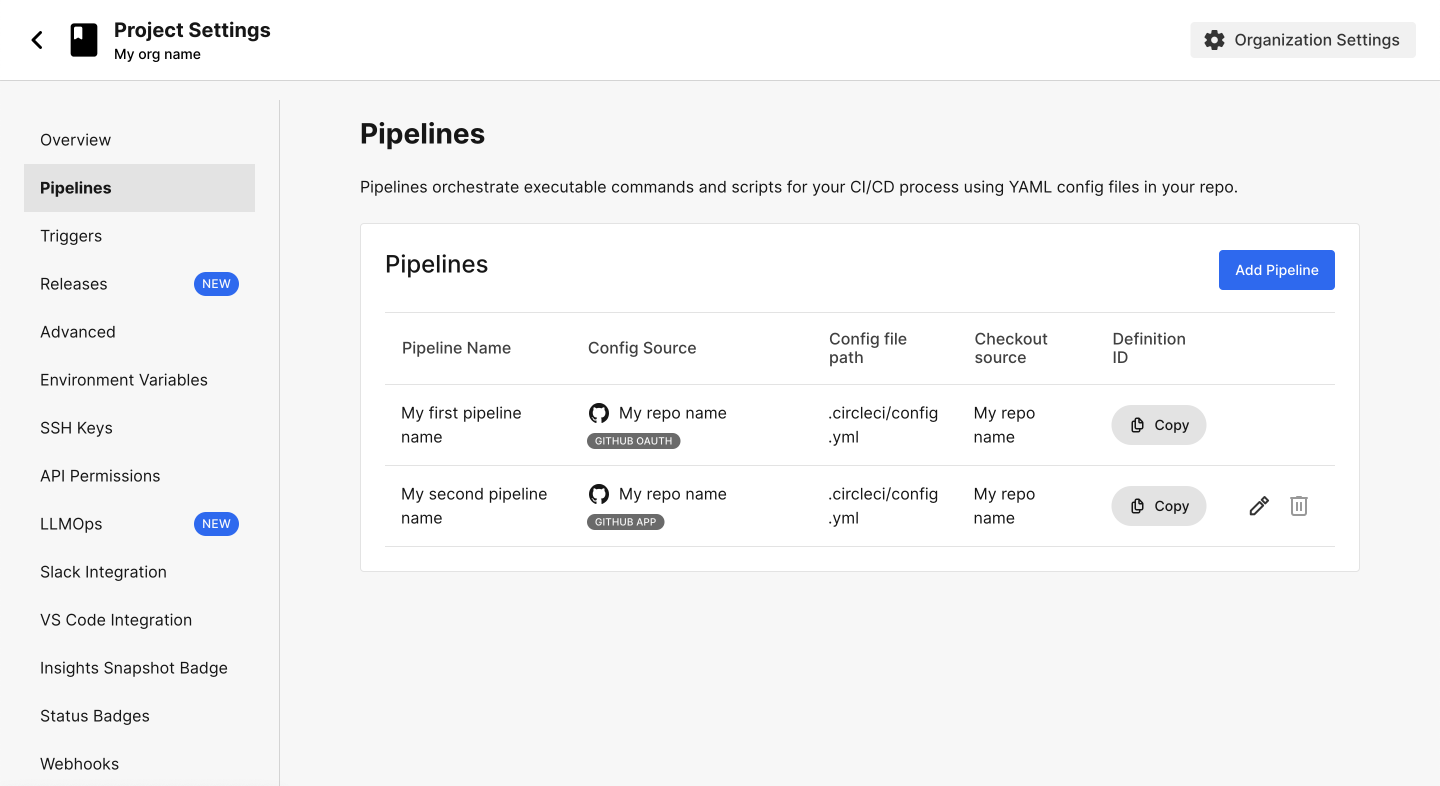 Project Settings
My org name
Organization Settings
Overview
Pipelines
Triggers
Releases NEW
Advanced
Environment Variables
SSH Keys
API Permissions
LLMOps NEW
Slack Integration
VS Code Integration
Insights Snapshot Badge
Status Badges
Webhooks
Pipelines
Pipelines orchestrate executable commands and scripts for your CI/CD process using YAML config files in your repo.
Pipelines
Add Pipeline
Pipeline Name
Config Source
Config file
path
Checkout
source
Definition
ID
My first pipeline
name
My repo name
GITHUB OAUTH
.circleci/config
.yml
My repo
name
Copy
My second pipeline
name
My repo name
GITHUB APP
.circleci/config
.yml
My repo
name
Copy